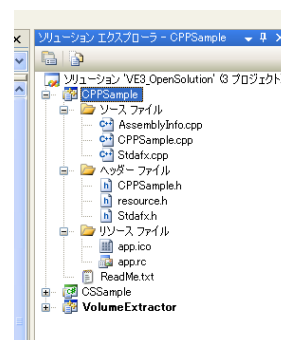 ソリューション エクスプローラ - CPPSample
ソリューション 'VE3_OpenSolution' (3 プロジェクト
CPPSample
ソース ファイル
AssemblyInfo.cpp
CPPSample.cpp
Stdafx.cpp
ヘッダー ファイル
CPPSample.h
resource.h
Stdafx.h
リソース ファイル
app.ico
app.rc
ReadMe.txt
CSSample
VolumeExtractor